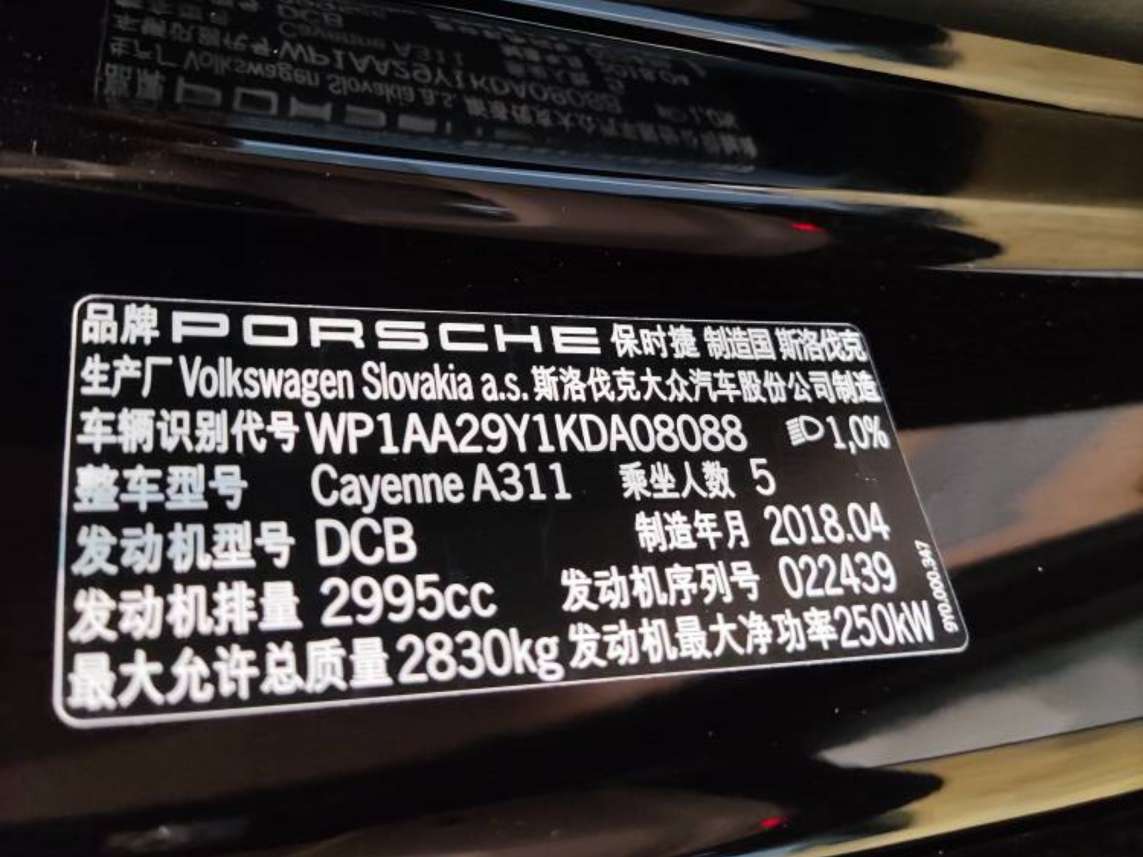 品牌 PORSCHE 保时捷 制造国 斯洛伐克
生产厂 Volkswagen Slovakia a.s. 斯洛伐克大众汽车股份公司制造
车辆识别代号 WP1AA29Y1KDA08088 1,0%
整车型号 Cayenne A311 乘坐人数 5
发动机型号 DCB 制造年月 2018.04
发动机排量 2995cc 发动机序列号 022439
最大允许总质量 2830kg 发动机最大净功率 250kW
9Y0.00.347